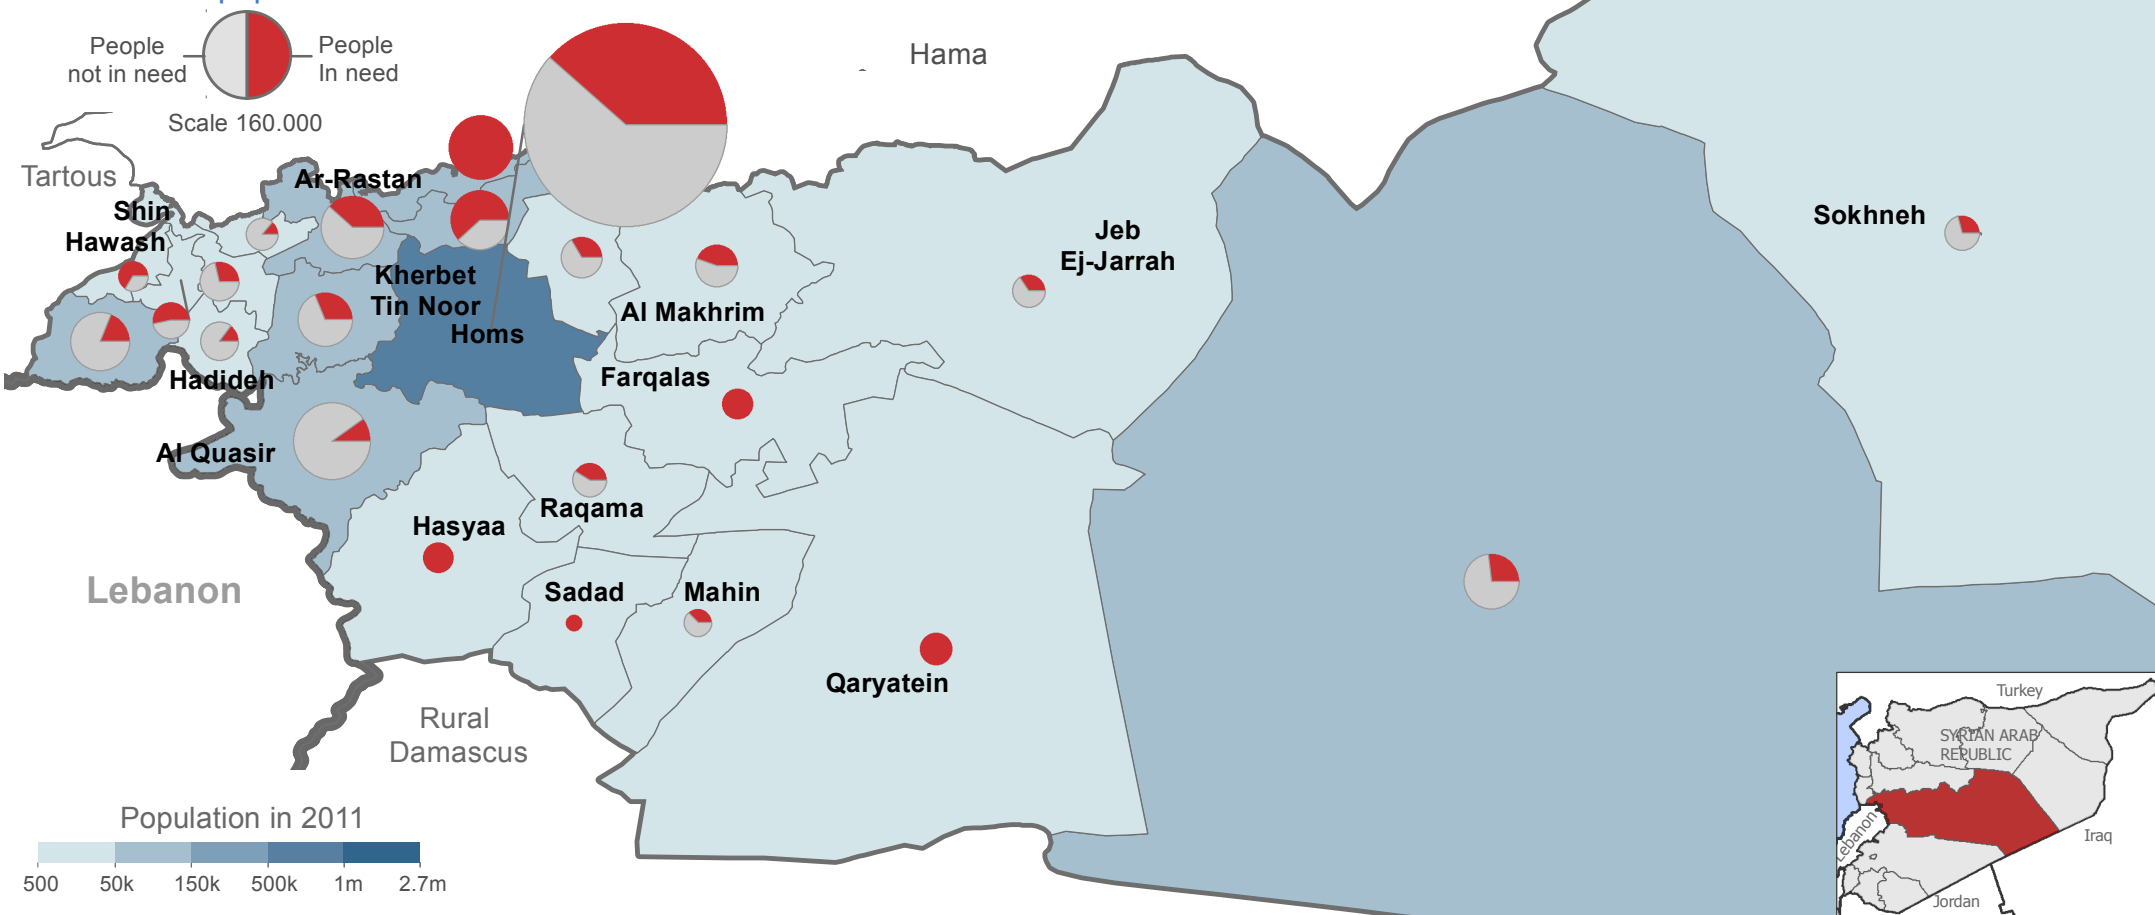 People
not in need
People
In need
Scale 160.000
Hama
Tartous
Ar-Rastan
Shin
Hawash
Kherbet
Tin Noor
Homs
Al Makhrim
Jeb
Ej-Jarrah
Sokhneh
Hadideh
Farqalas
Al Quasir
Raqama
Hasyaa
Lebanon
Sadad
Mahin
Qaryatein
Rural
Damascus
Population in 2011
500 50k 150k 500k 1m 2.7m
Turkey
SYRIAN ARAB
REPUBLIC
Lebanon
Iraq
Jordan